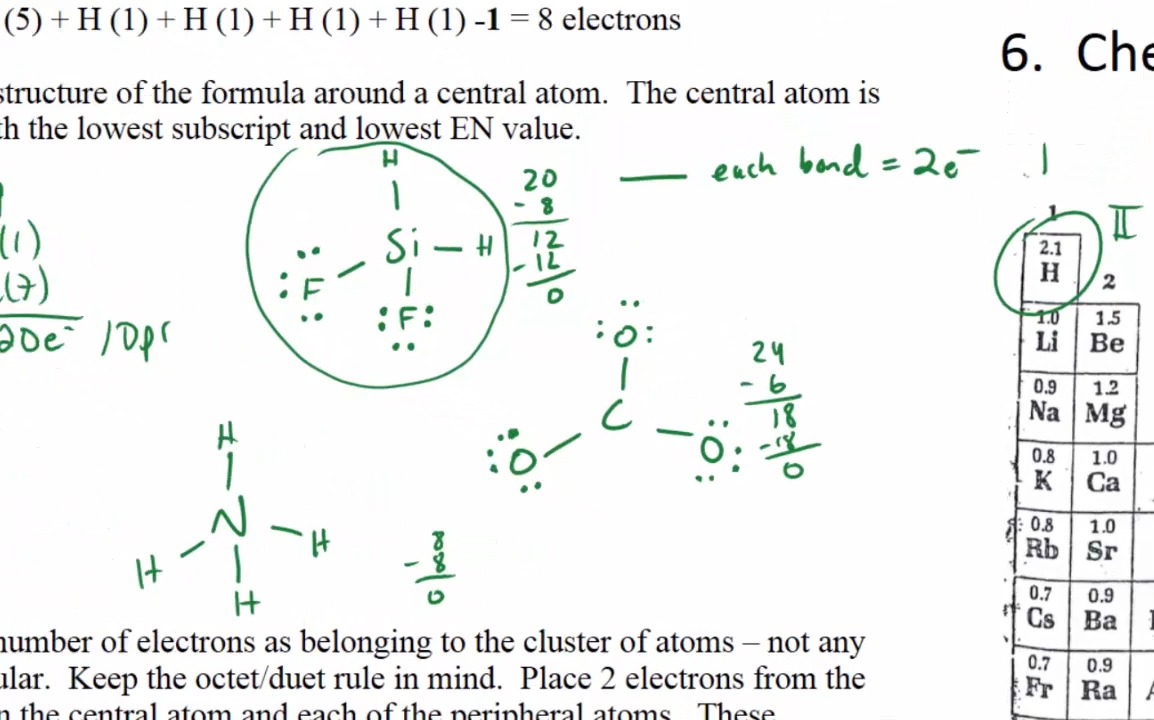 (5) + H (1) + H (1) + H (1) + H (1) -1 = 8 electrons
6. Che
structure of the formula around a central atom. The central atom is
th the lowest subscript and lowest EN value.
each bond = 2e⁻
I
II
(1)
(7)
20e⁻ /
H
Si — H
:F
:F:
20
- 8
12
- 12
0
:O:
C
:O
O:
24
- 6
18
- 18
0
H
N
H
H
H
8
- 8
0
1
2.1
H
2
1.0
Li
1.5
Be
0.9
Na
1.2
Mg
0.8
K
1.0
Ca
0.8
Rb
1.0
Sr
0.7
Cs
0.9
Ba
0.7
Fr
0.9
Ra
number of electrons as belonging to the cluster of atoms – not any
ular. Keep the octet/duet rule in mind. Place 2 electrons from the
n the central atom and each of the peripheral atoms. These